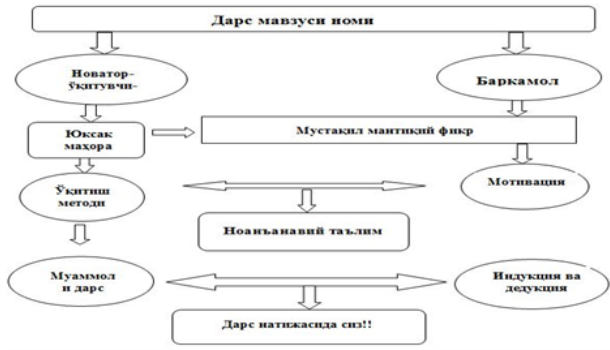 Дарс мавзуси номи
Новатор-
ўқитувчи-
Баркамол
Юксак
маҳора
Мустақил мантиқий фикр
Ўқитиш
методи
Мотивация
Ноанъанавий таълим
Муаммол
и дарс
Индукция ва
дедукция
Дарс натижасида сиз!!